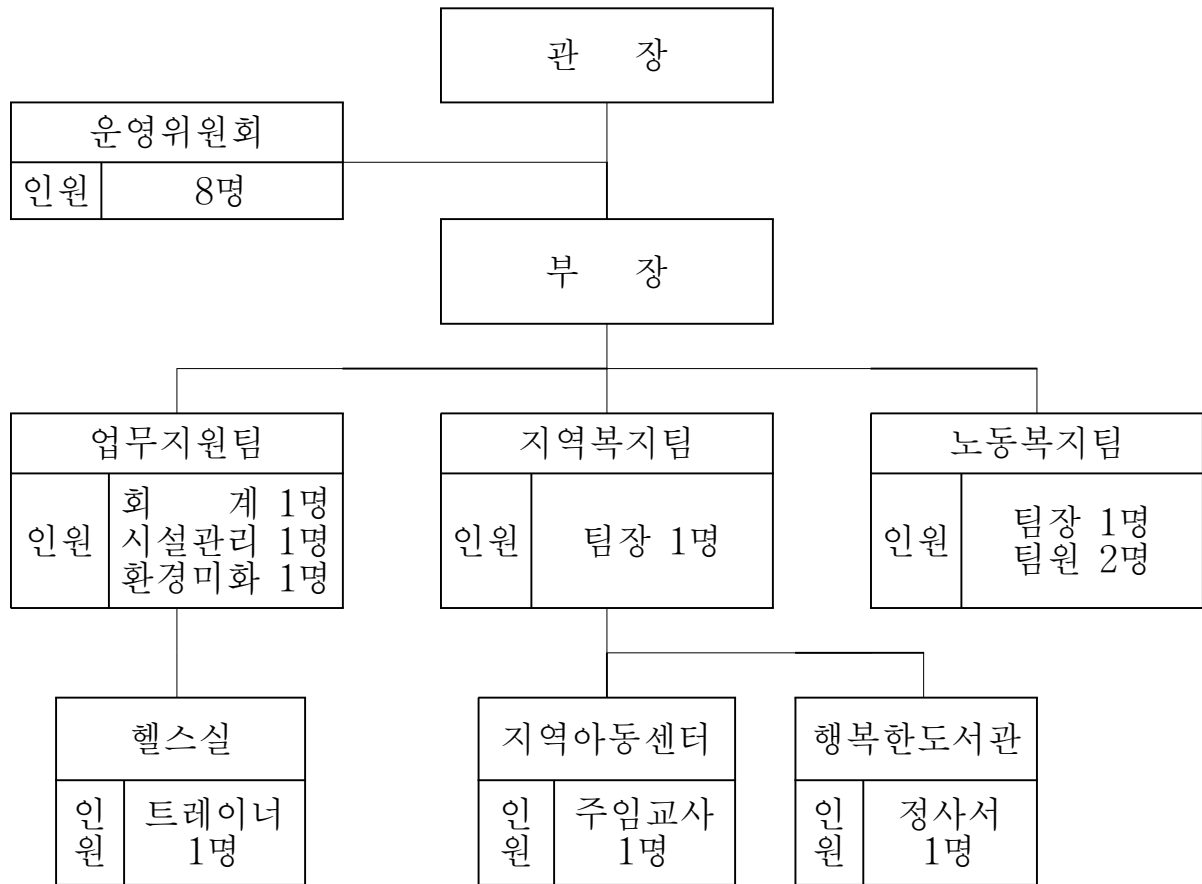 관 장
운영위원회
인원 8명
부 장
업무지원팀
인원
회 계 1명
시설관리 1명
환경미화 1명
지역복지팀
인원 팀장 1명
노동복지팀
인원
팀장 1명
팀원 2명
헬스실
인
원
트레이너
1명
지역아동센터
인
원
주임교사
1명
행복한도서관
인
원
정사서
1명